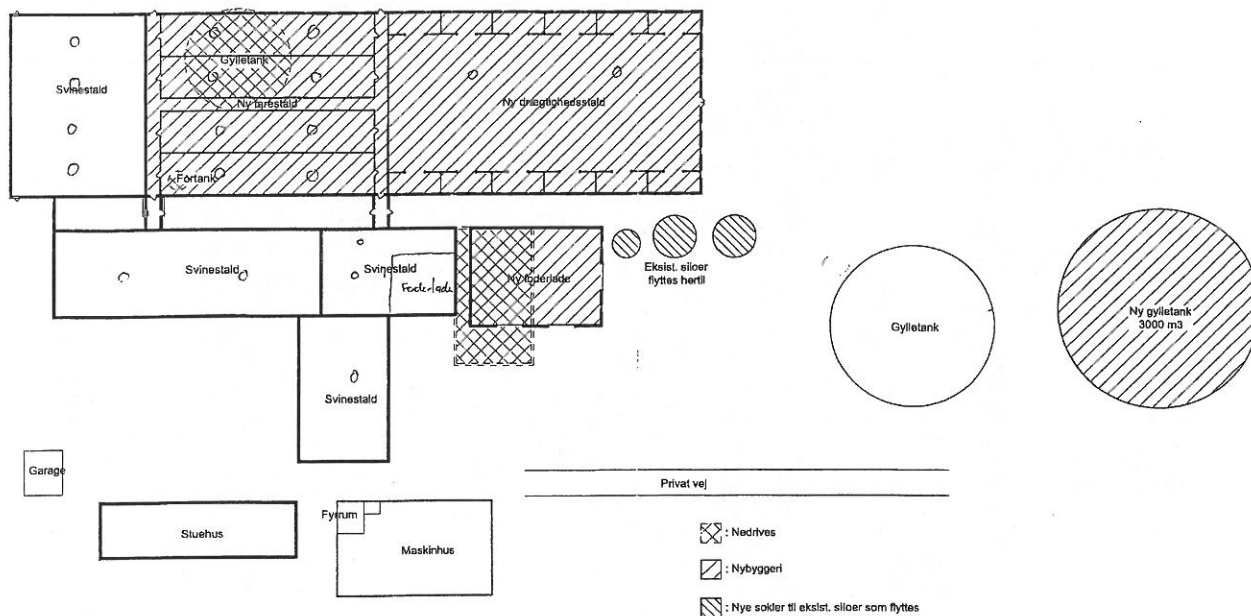 Gylletank
Svinestald
Ny farestald
Ny drægtighedsstald
Fortank
Svinestald
Svinestald
Foderlade
Ny foderlade
Eksist. siloer
flyttes hertil
Gylletank
Ny gylletank
3000 m3
Svinestald
Garage
Privat vej
Fyrrum
Stuehus
Maskinhus
: Nedrives
: Nybyggeri
: Nye sokler til eksist. siloer som flyttes